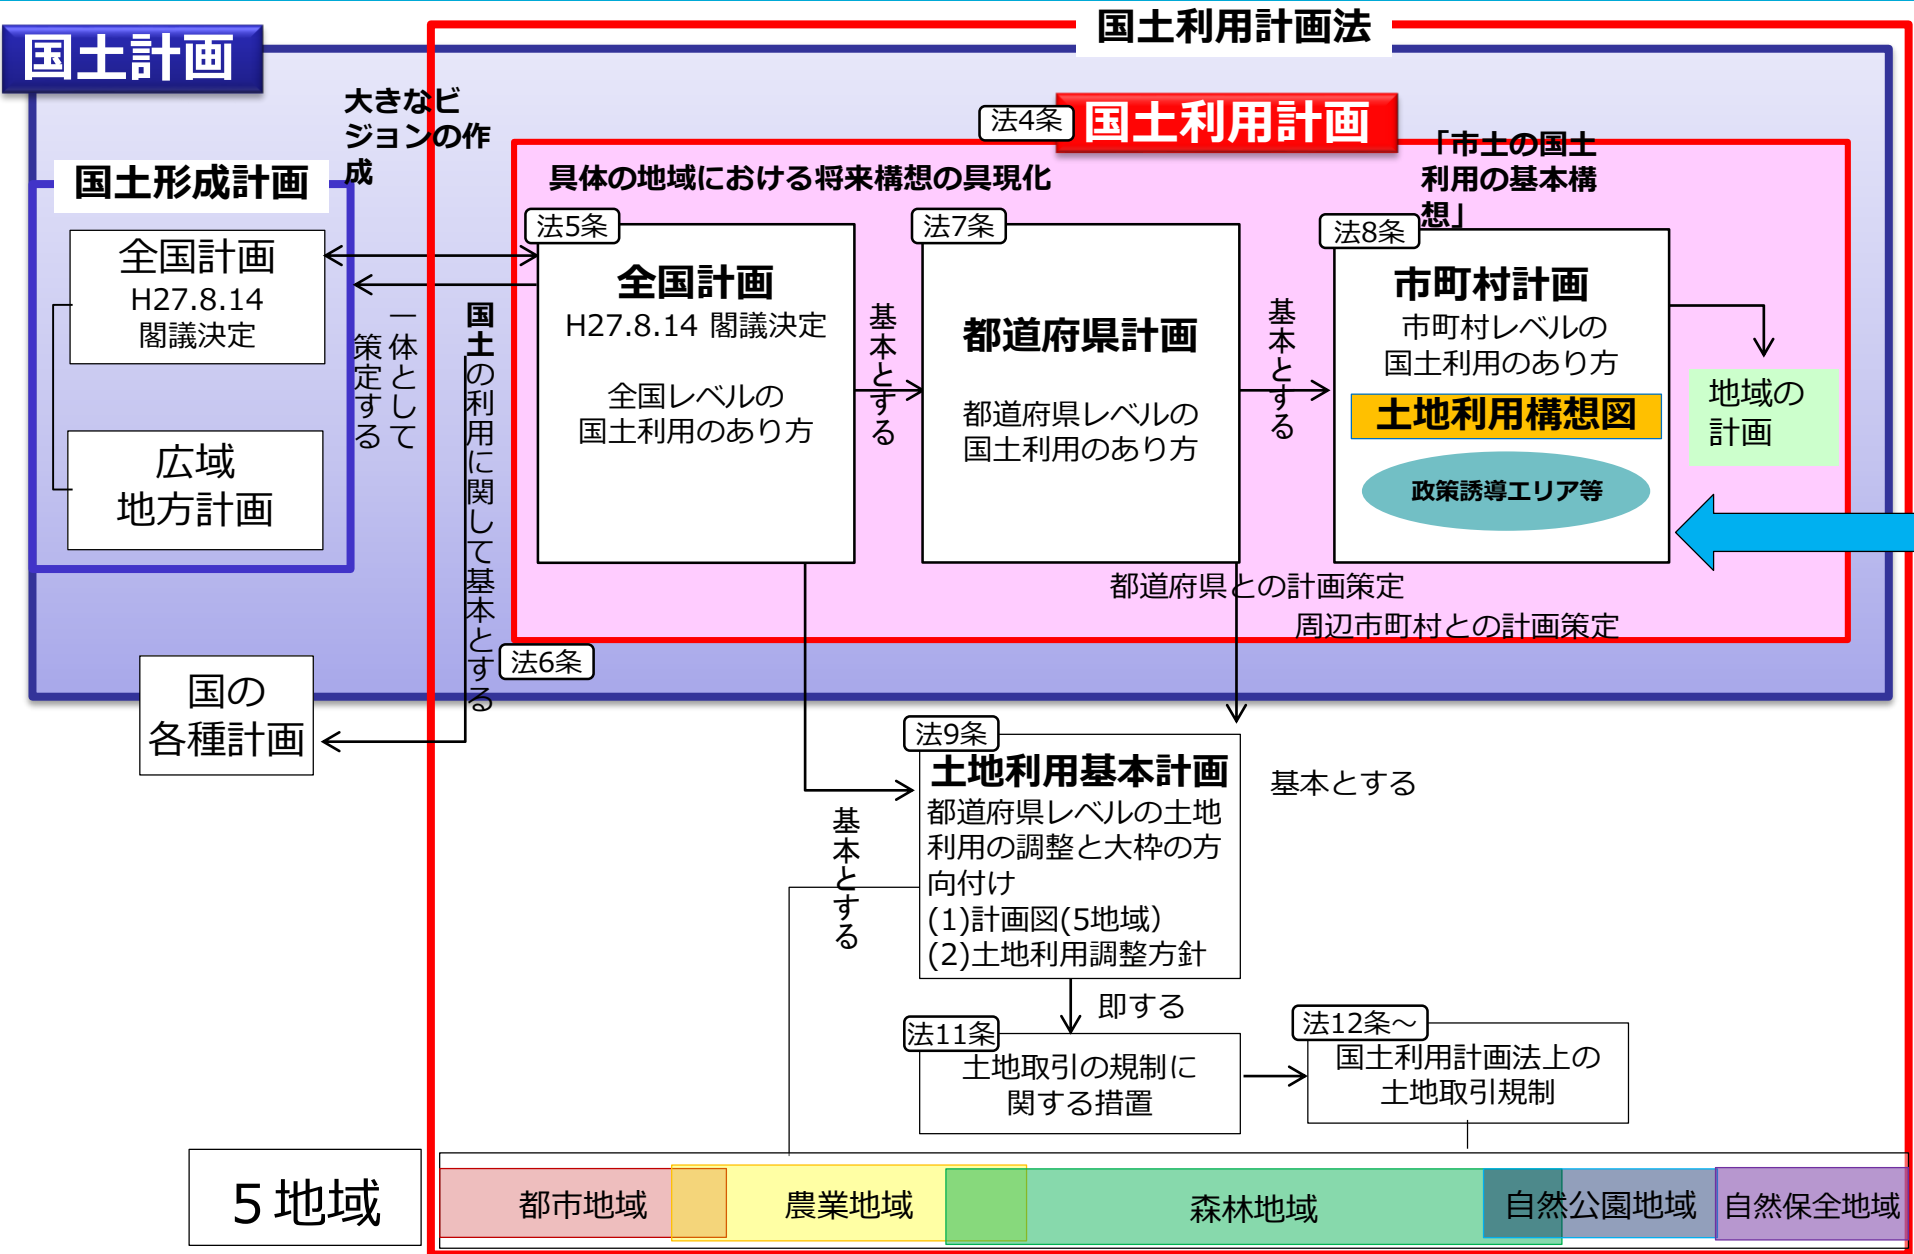 国土利用計画法
国土計画
大きなビ
ジョンの作
成
法4条
国土利用計画
「市土の国土
利用の基本構
想」
国土形成計画
具体の地域における将来構想の具現化
全国計画
H27.8.14
閣議決定
広域
地方計画
一体として
策定する
国土の利用に関して基本とする
法5条
全国計画
H27.8.14 閣議決定
全国レベルの
国土利用のあり方
基本とする
法7条
都道府県計画
都道府県レベルの
国土利用のあり方
基本とする
法8条
市町村計画
市町村レベルの
国土利用のあり方
土地利用構想図
政策誘導エリア等
地域の
計画
都道府県との計画策定
周辺市町村との計画策定
法6条
国の
各種計画
法9条
土地利用基本計画
都道府県レベルの土地
利用の調整と大枠の方
向付け
(1)計画図(5地域）
(2)土地利用調整方針
基本とする
基本とする
即する
法11条
土地取引の規制に
関する措置
法12条～
国土利用計画法上の
土地取引規制
５地域
都市地域
農業地域
森林地域
自然公園地域
自然保全地域